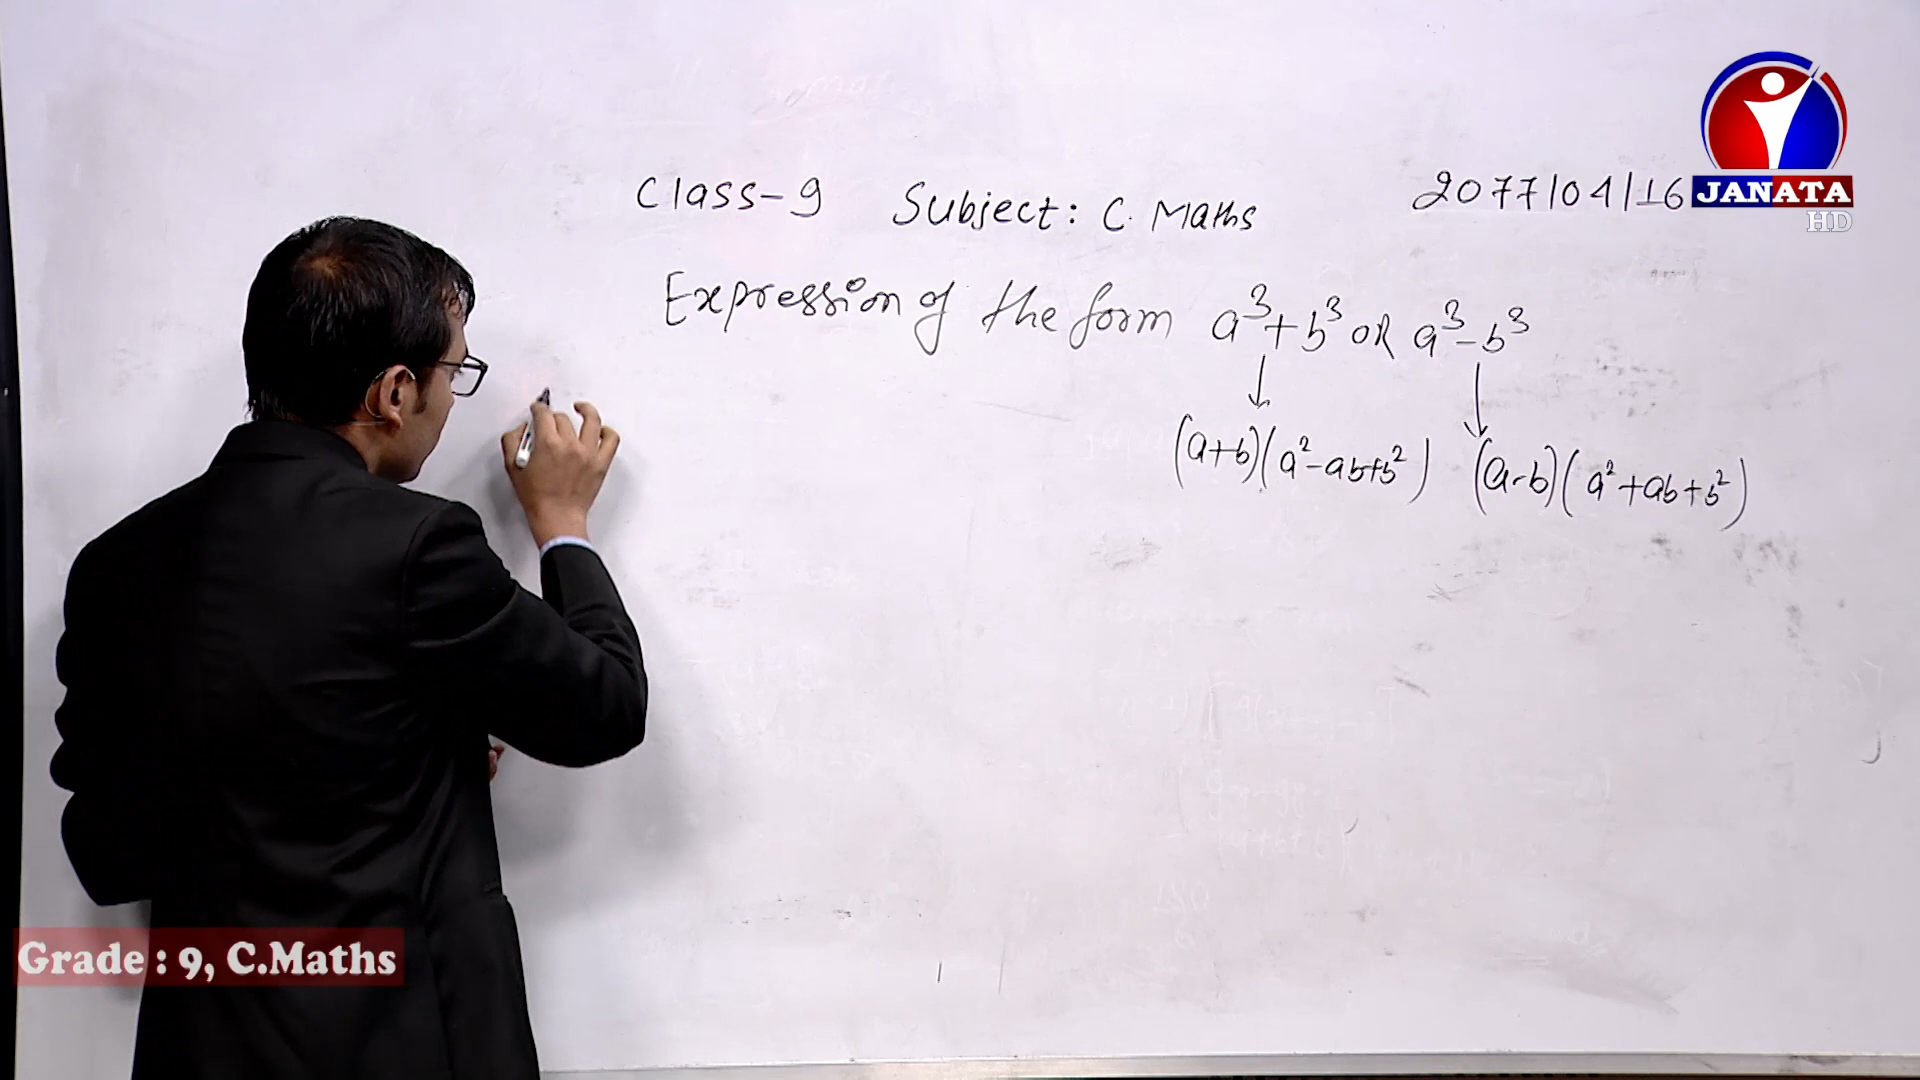 Class-9 Subject: C. Maths 2077/04/16
Expression of the form a³+b³ OR a³-b³
(a+b)(a²-ab+b²) (a-b)(a²+ab+b²)
JANATA
HD
Grade : 9, C.Maths